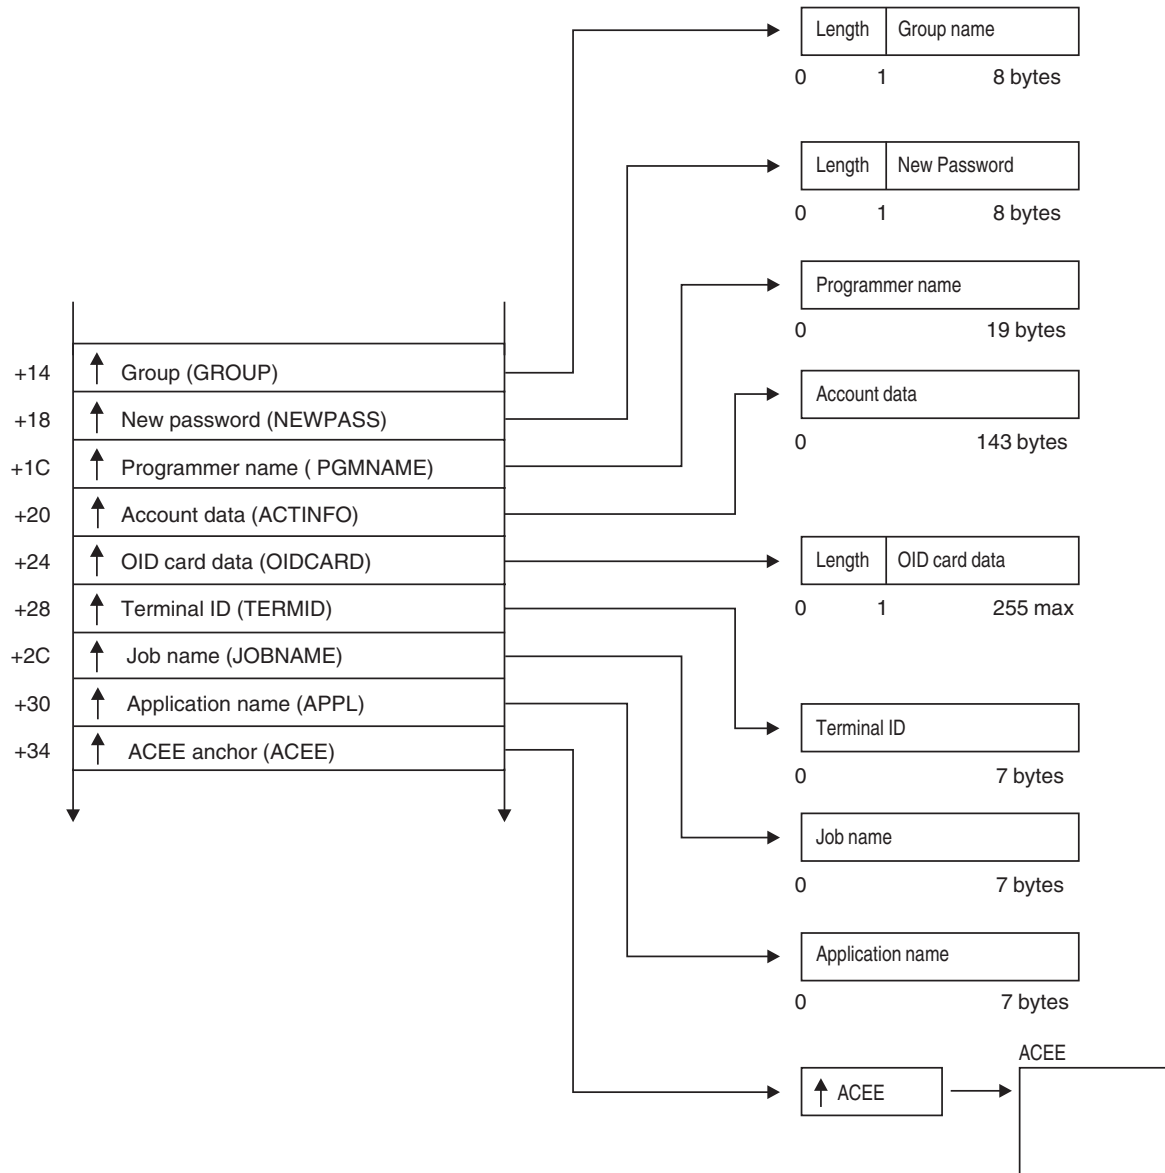 Length Group name
0 1 8 bytes
Length New Password
0 1 8 bytes
Programmer name
0 19 bytes
+14 Group (GROUP)
Account data
+18 New password (NEWPASS)
0 143 bytes
+1C Programmer name ( PGMNAME)
+20 Account data (ACTINFO)
+24 OID card data (OIDCARD)
Length OID card data
+28 Terminal ID (TERMID)
0 1 255 max
+2C Job name (JOBNAME)
+30 Application name (APPL)
Terminal ID
+34 ACEE anchor (ACEE)
0 7 bytes
Job name
0 7 bytes
Application name
0 7 bytes
ACEE
ACEE